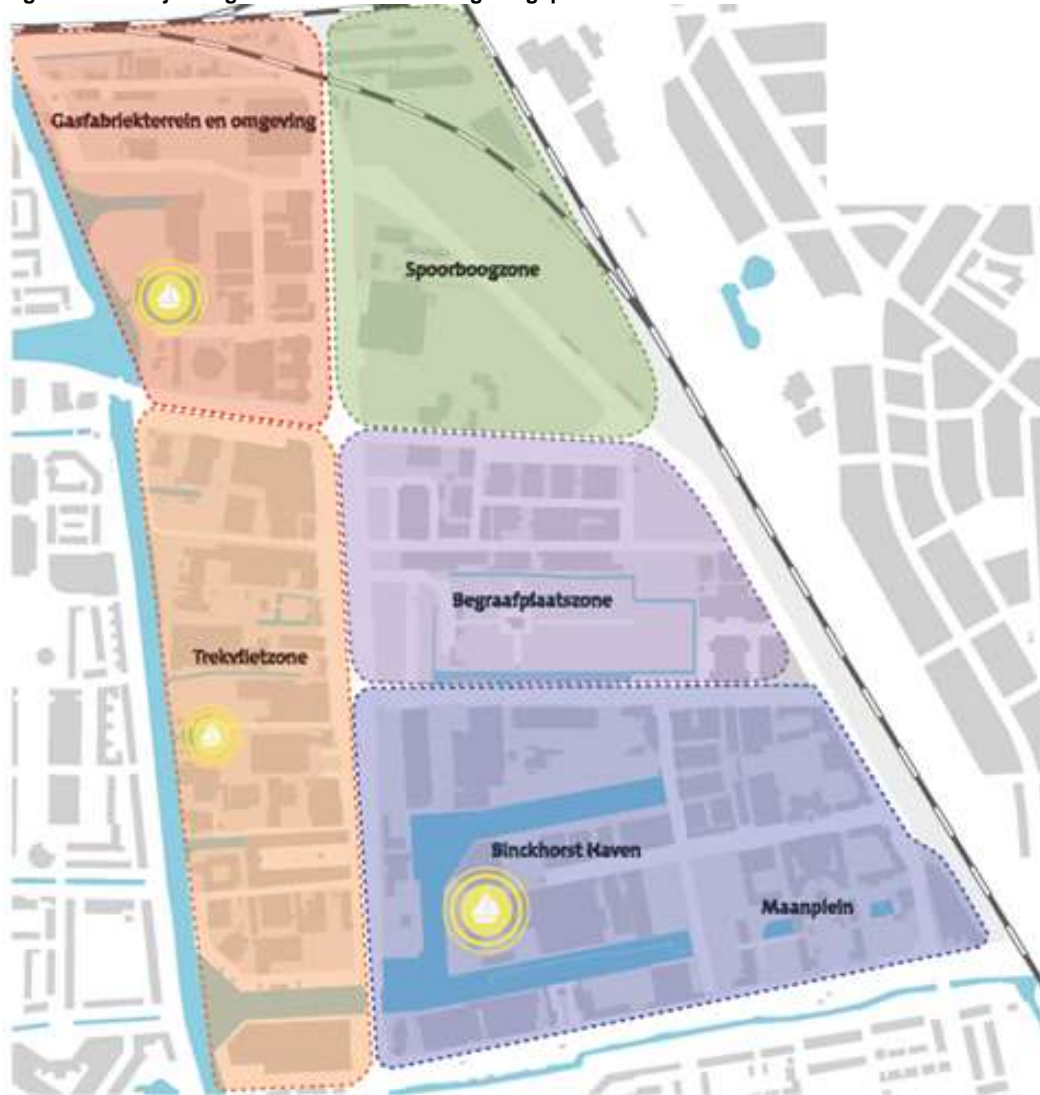 Gasfabriekterrein en omgeving
Spoorboogzone
Begraafplaatszone
Trekvlietzone
Binckhorst Haven
Maanplein